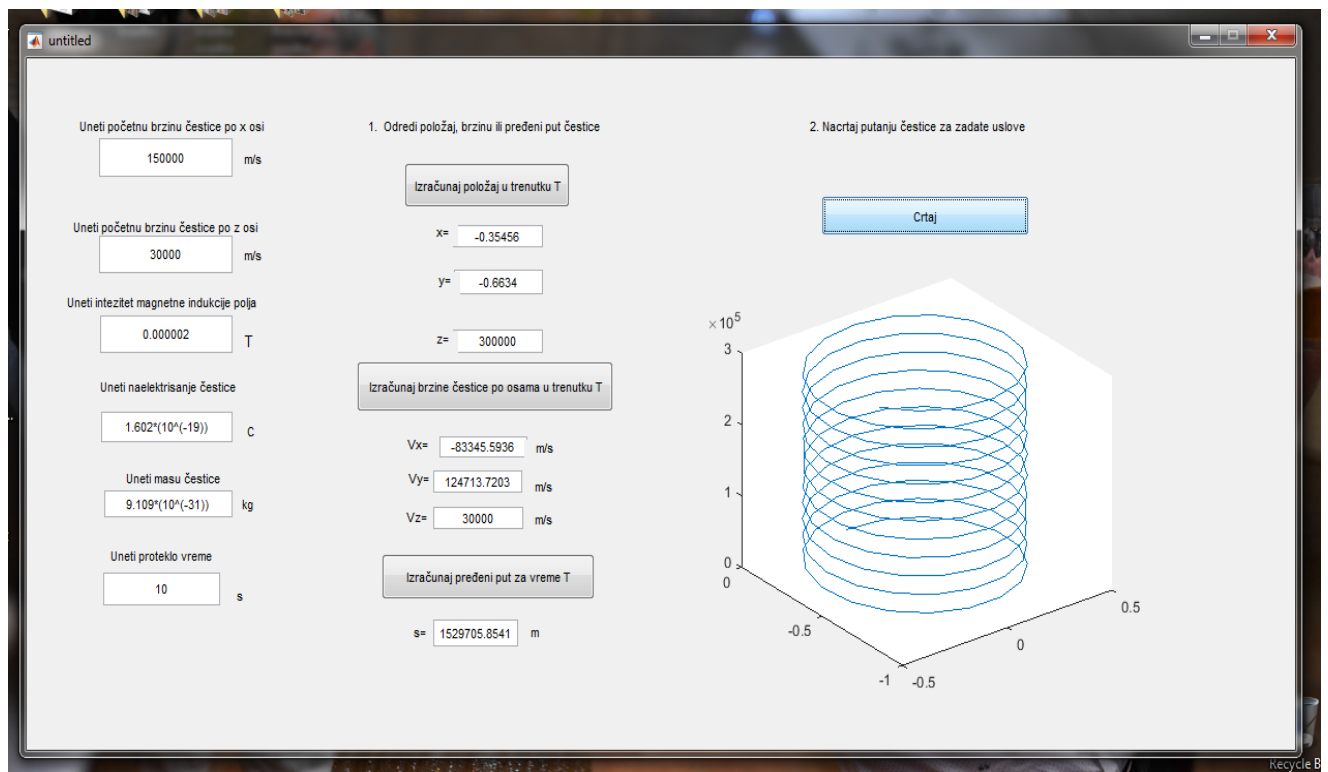 untitled
Uneti početnu brzinu čestice po x osi
150000 m/s
Uneti početnu brzinu čestice po z osi
30000 m/s
Uneti intezitet magnetne indukcije polja
0.000002 T
Uneti naelektrisanje čestice
1.602*(10^(-19)) C
Uneti masu čestice
9.109*(10^(-31)) kg
Uneti proteklo vreme
10 s
1. Odredi položaj, brzinu ili pređeni put čestice
Izračunaj položaj u trenutku T
x= -0.35456
y= -0.6634
z= 300000
Izračunaj brzine čestice po osama u trenutku T
Vx= -83345.5936 m/s
Vy= 124713.7203 m/s
Vz= 30000 m/s
Izračunaj pređeni put za vreme T
s= 1529705.8541 m
2. Nacrtaj putanju čestice za zadate uslove
Crtaj
×10^5
3
2
1
0
0
-0.5
-1
-0.5
0
0.5
Recycle B